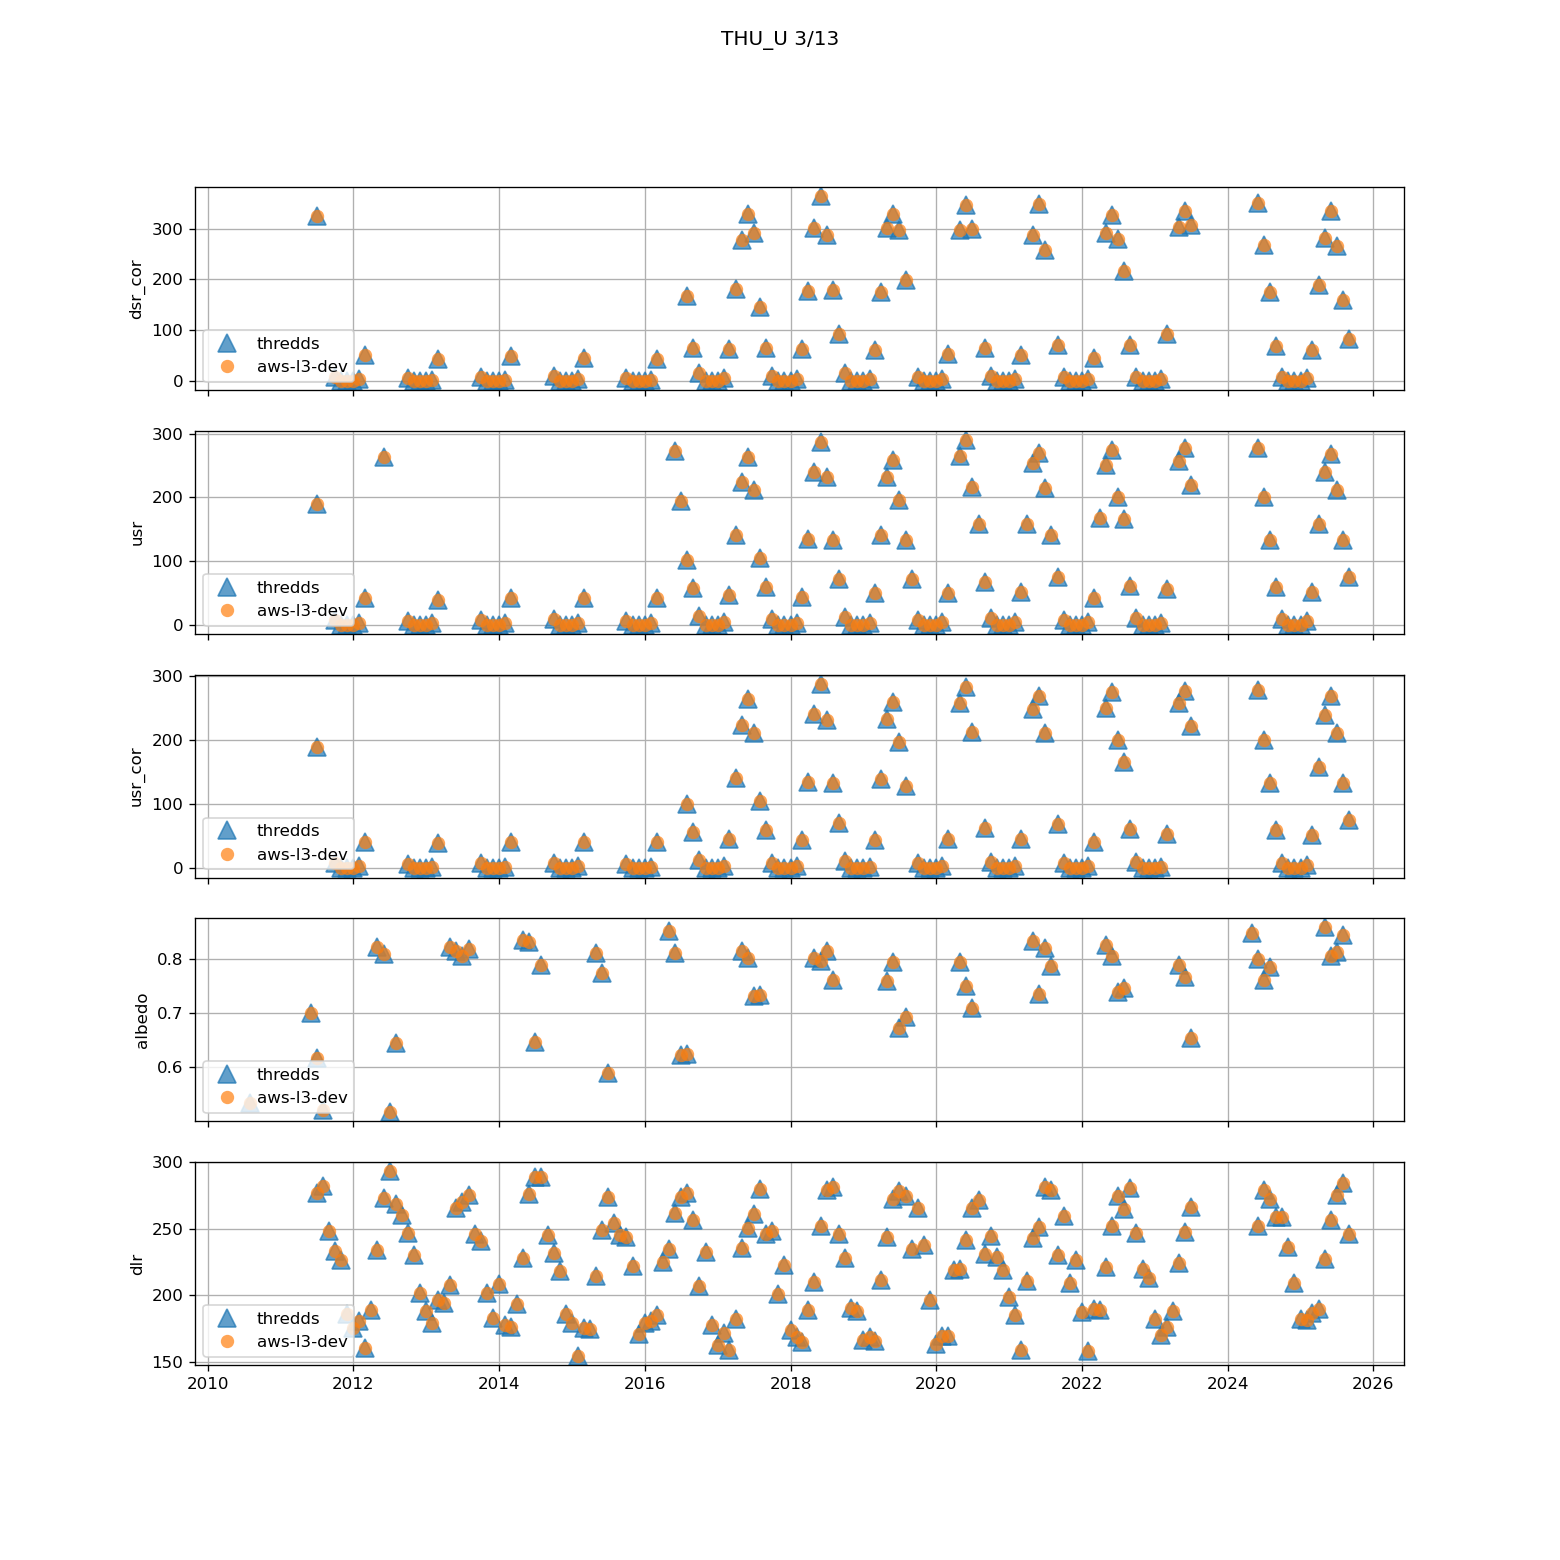 THU_U 3/13
300
200
100
0
dsr_cor
thredds
aws-l3-dev
300
200
100
0
usr
thredds
aws-l3-dev
300
200
100
0
usr_cor
thredds
aws-l3-dev
0.8
0.7
0.6
albedo
thredds
aws-l3-dev
300
250
200
150
dlr
thredds
aws-l3-dev
2010 2012 2014 2016 2018 2020 2022 2024 2026